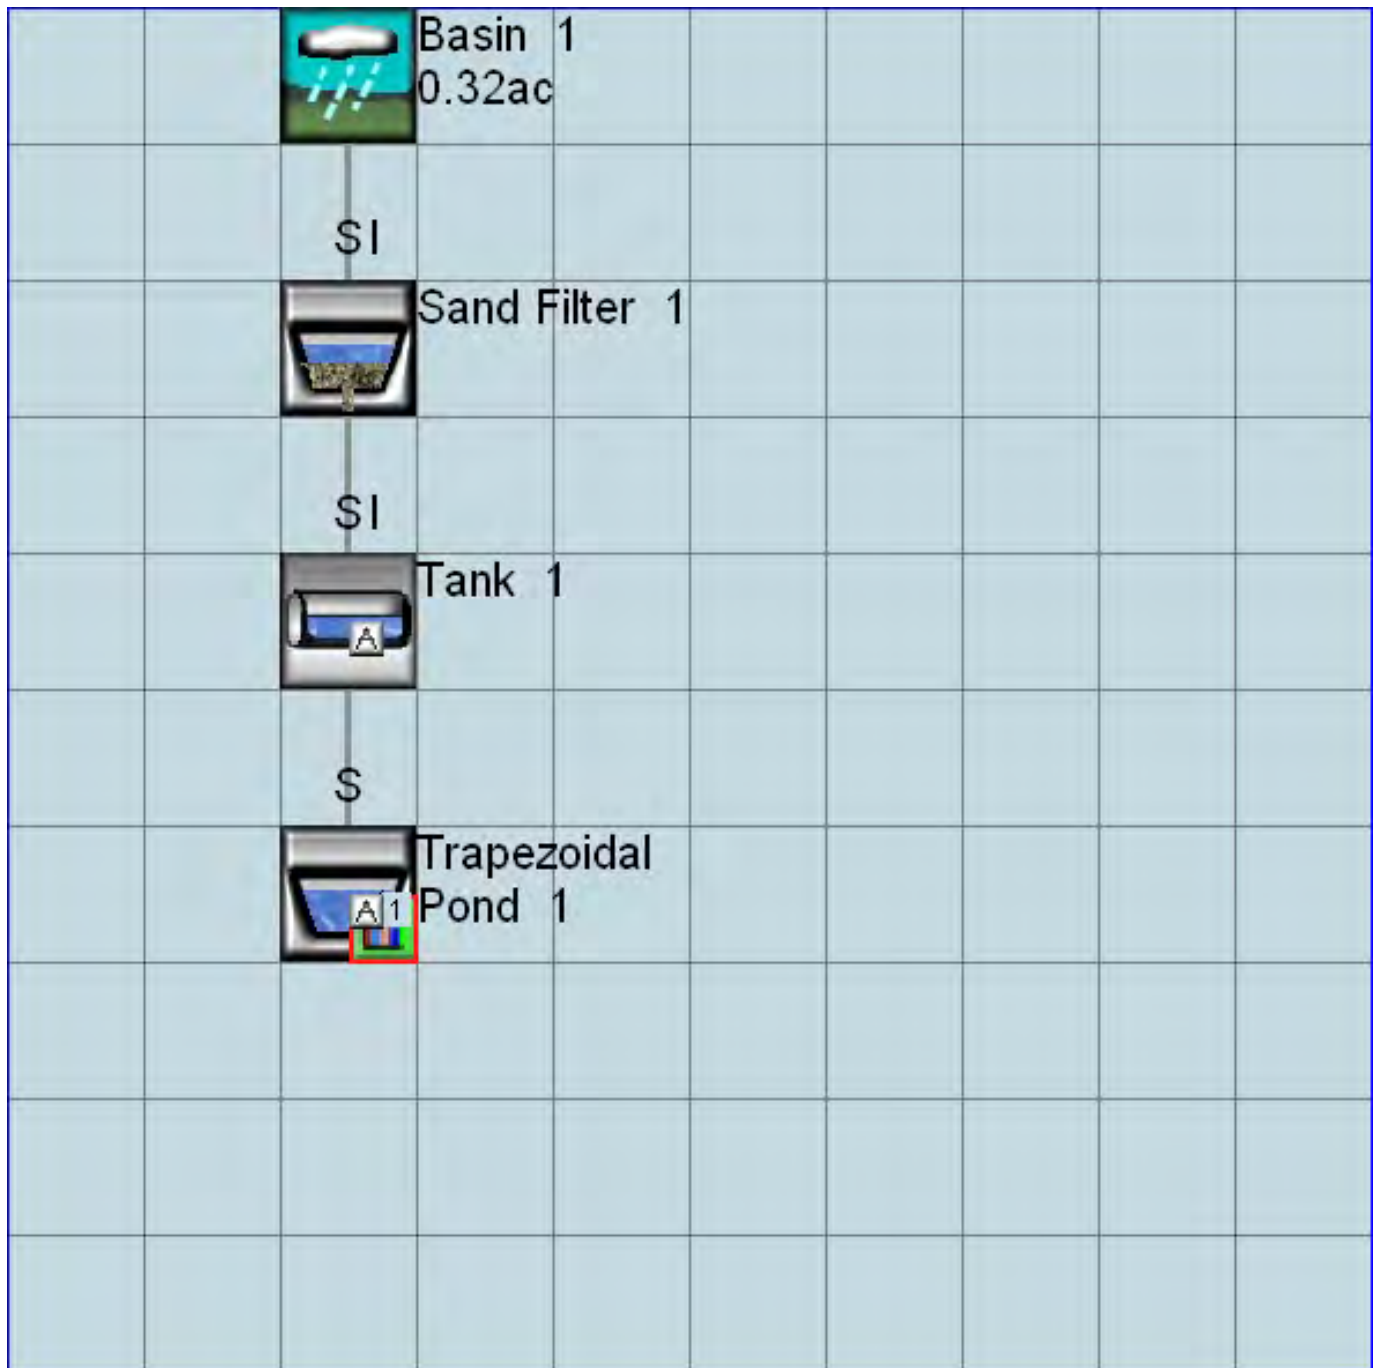 Basin 1
0.32ac
SI
Sand Filter 1
SI
Tank 1
A
S
Trapezoidal
Pond 1
A 1